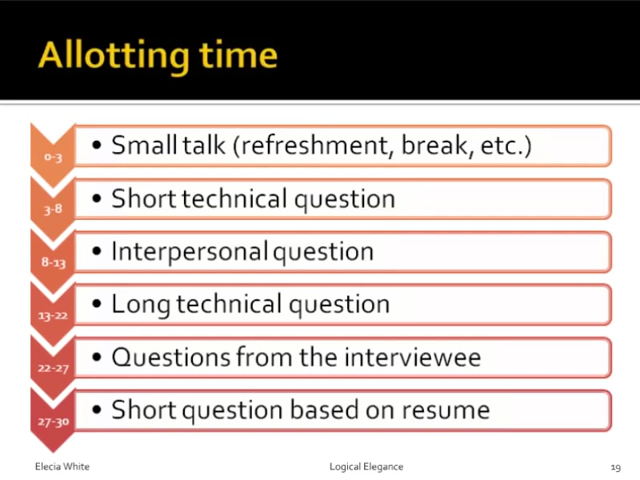 Allotting time
0-3
• Small talk (refreshment, break, etc.)
3-8
• Short technical question
8-13
• Interpersonal question
13-22
• Long technical question
22-27
• Questions from the interviewee
27-30
• Short question based on resume
Elecia White
Logical Elegance
19